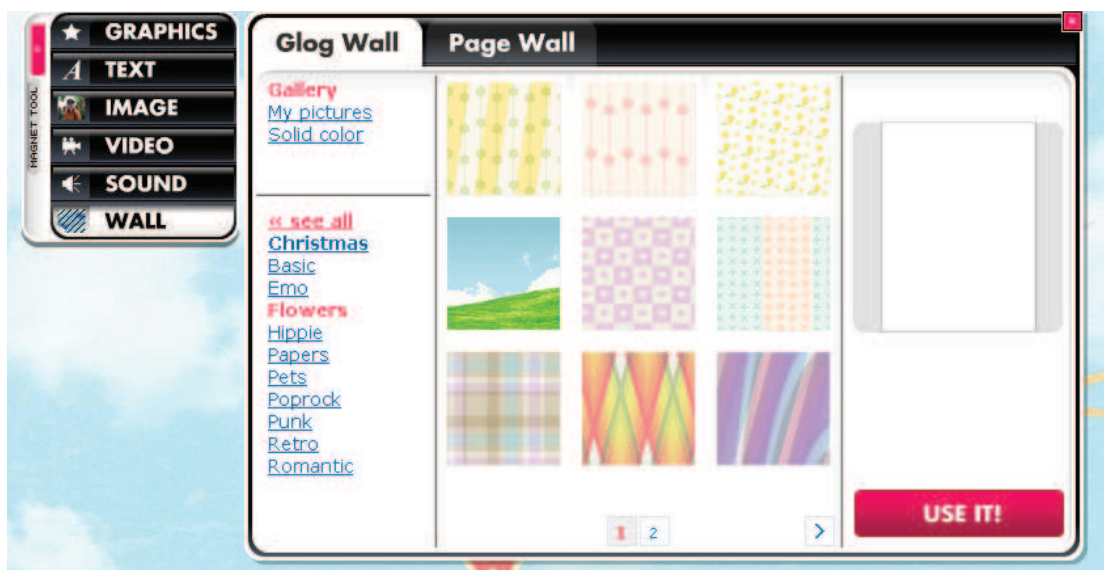 MAGNET TOOL
GRAPHICS
TEXT
IMAGE
VIDEO
SOUND
WALL
Glog Wall
Page Wall
Gallery
My pictures
Solid color
« see all
Christmas
Basic
Emo
Flowers
Hippie
Papers
Pets
Poprock
Punk
Retro
Romantic
1 2 >
USE IT!